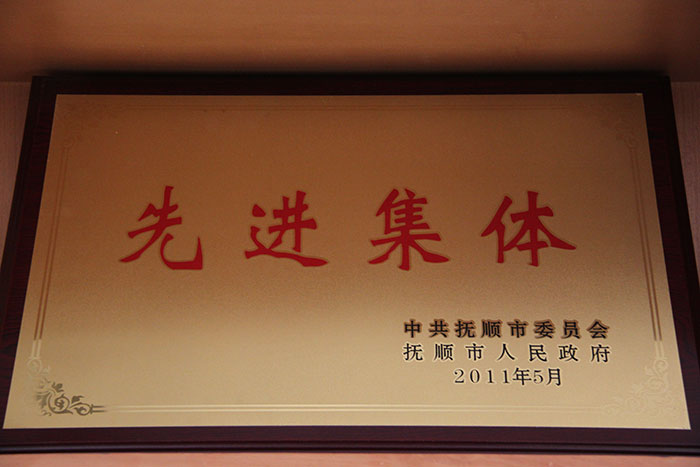 先进集体
中共抚顺市委员会
抚顺市人民政府
2011年5月